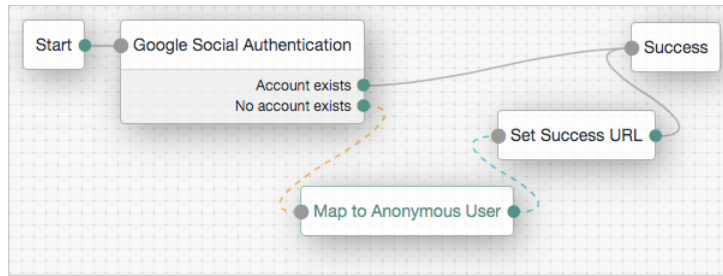 Start
Google Social Authentication
Success
Account exists
No account exists
Set Success URL
Map to Anonymous User